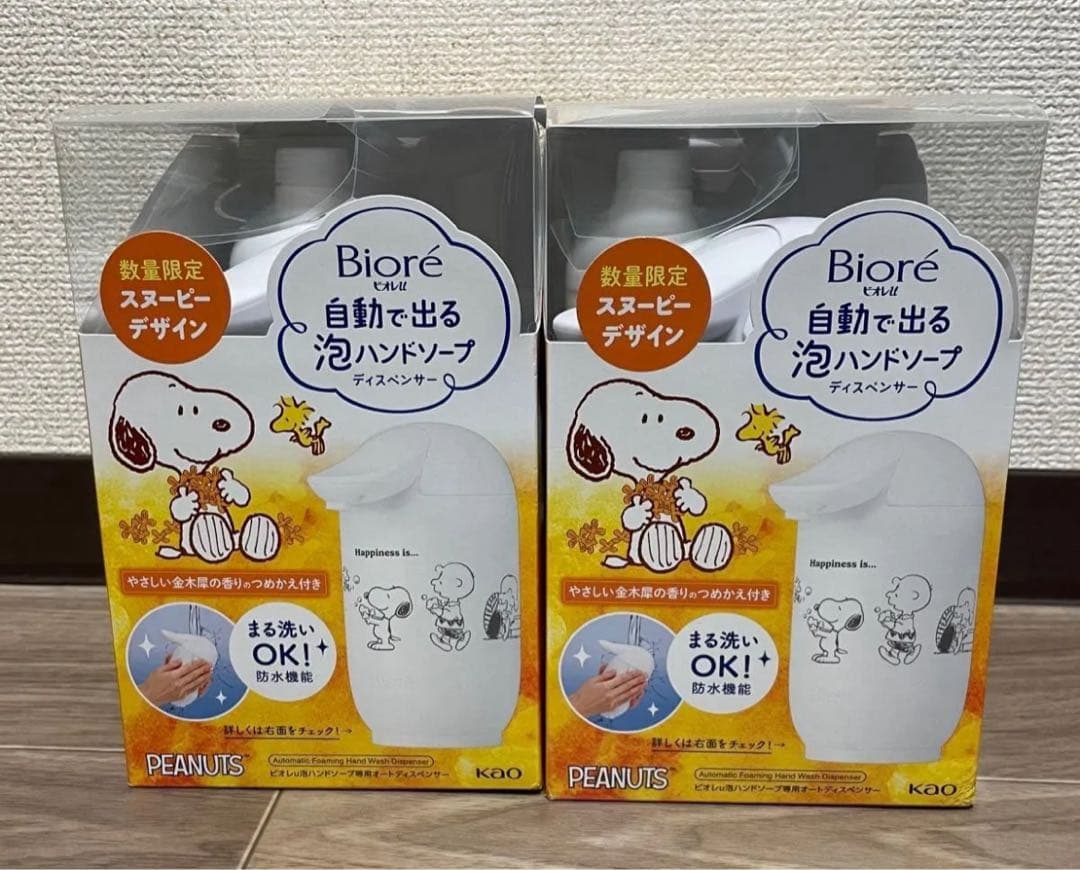 数量限定
スヌーピー
デザイン
Bioré
ビオレu
自動で出る
泡ハンドソープ
ディスペンサー
Happiness is...
やさしい金木犀の香りのつめかえ付き
まる洗い
OK!
防水機能
詳しくは右面をチェック!→
PEANUTS™
Automatic Foaming Hand Wash Dispenser
ビオレu泡ハンドソープ専用オートディスペンサー
Kao
数量限定
スヌーピー
デザイン
Bioré
ビオレu
自動で出る
泡ハンドソープ
ディスペンサー
Happiness is...
やさしい金木犀の香りのつめかえ付き
まる洗い
OK!
防水機能
詳しくは右面をチェック!→
PEANUTS™
Automatic Foaming Hand Wash Dispenser
ビオレu泡ハンドソープ専用オートディスペンサー
Kao